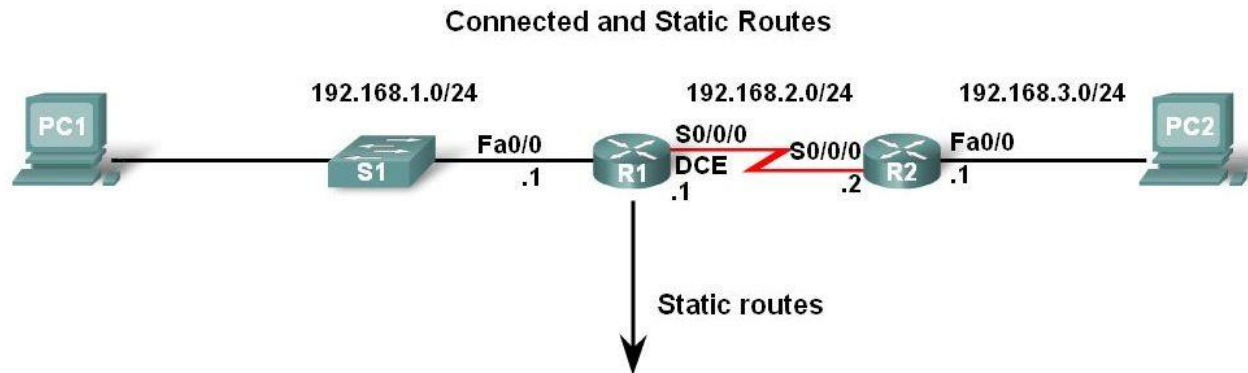 Connected and Static Routes
192.168.1.0/24
192.168.2.0/24
192.168.3.0/24
PC1
S1
Fa0/0
.1
R1
S0/0/0
DCE
.1
S0/0/0
.2
R2
Fa0/0
.1
PC2
Static routes